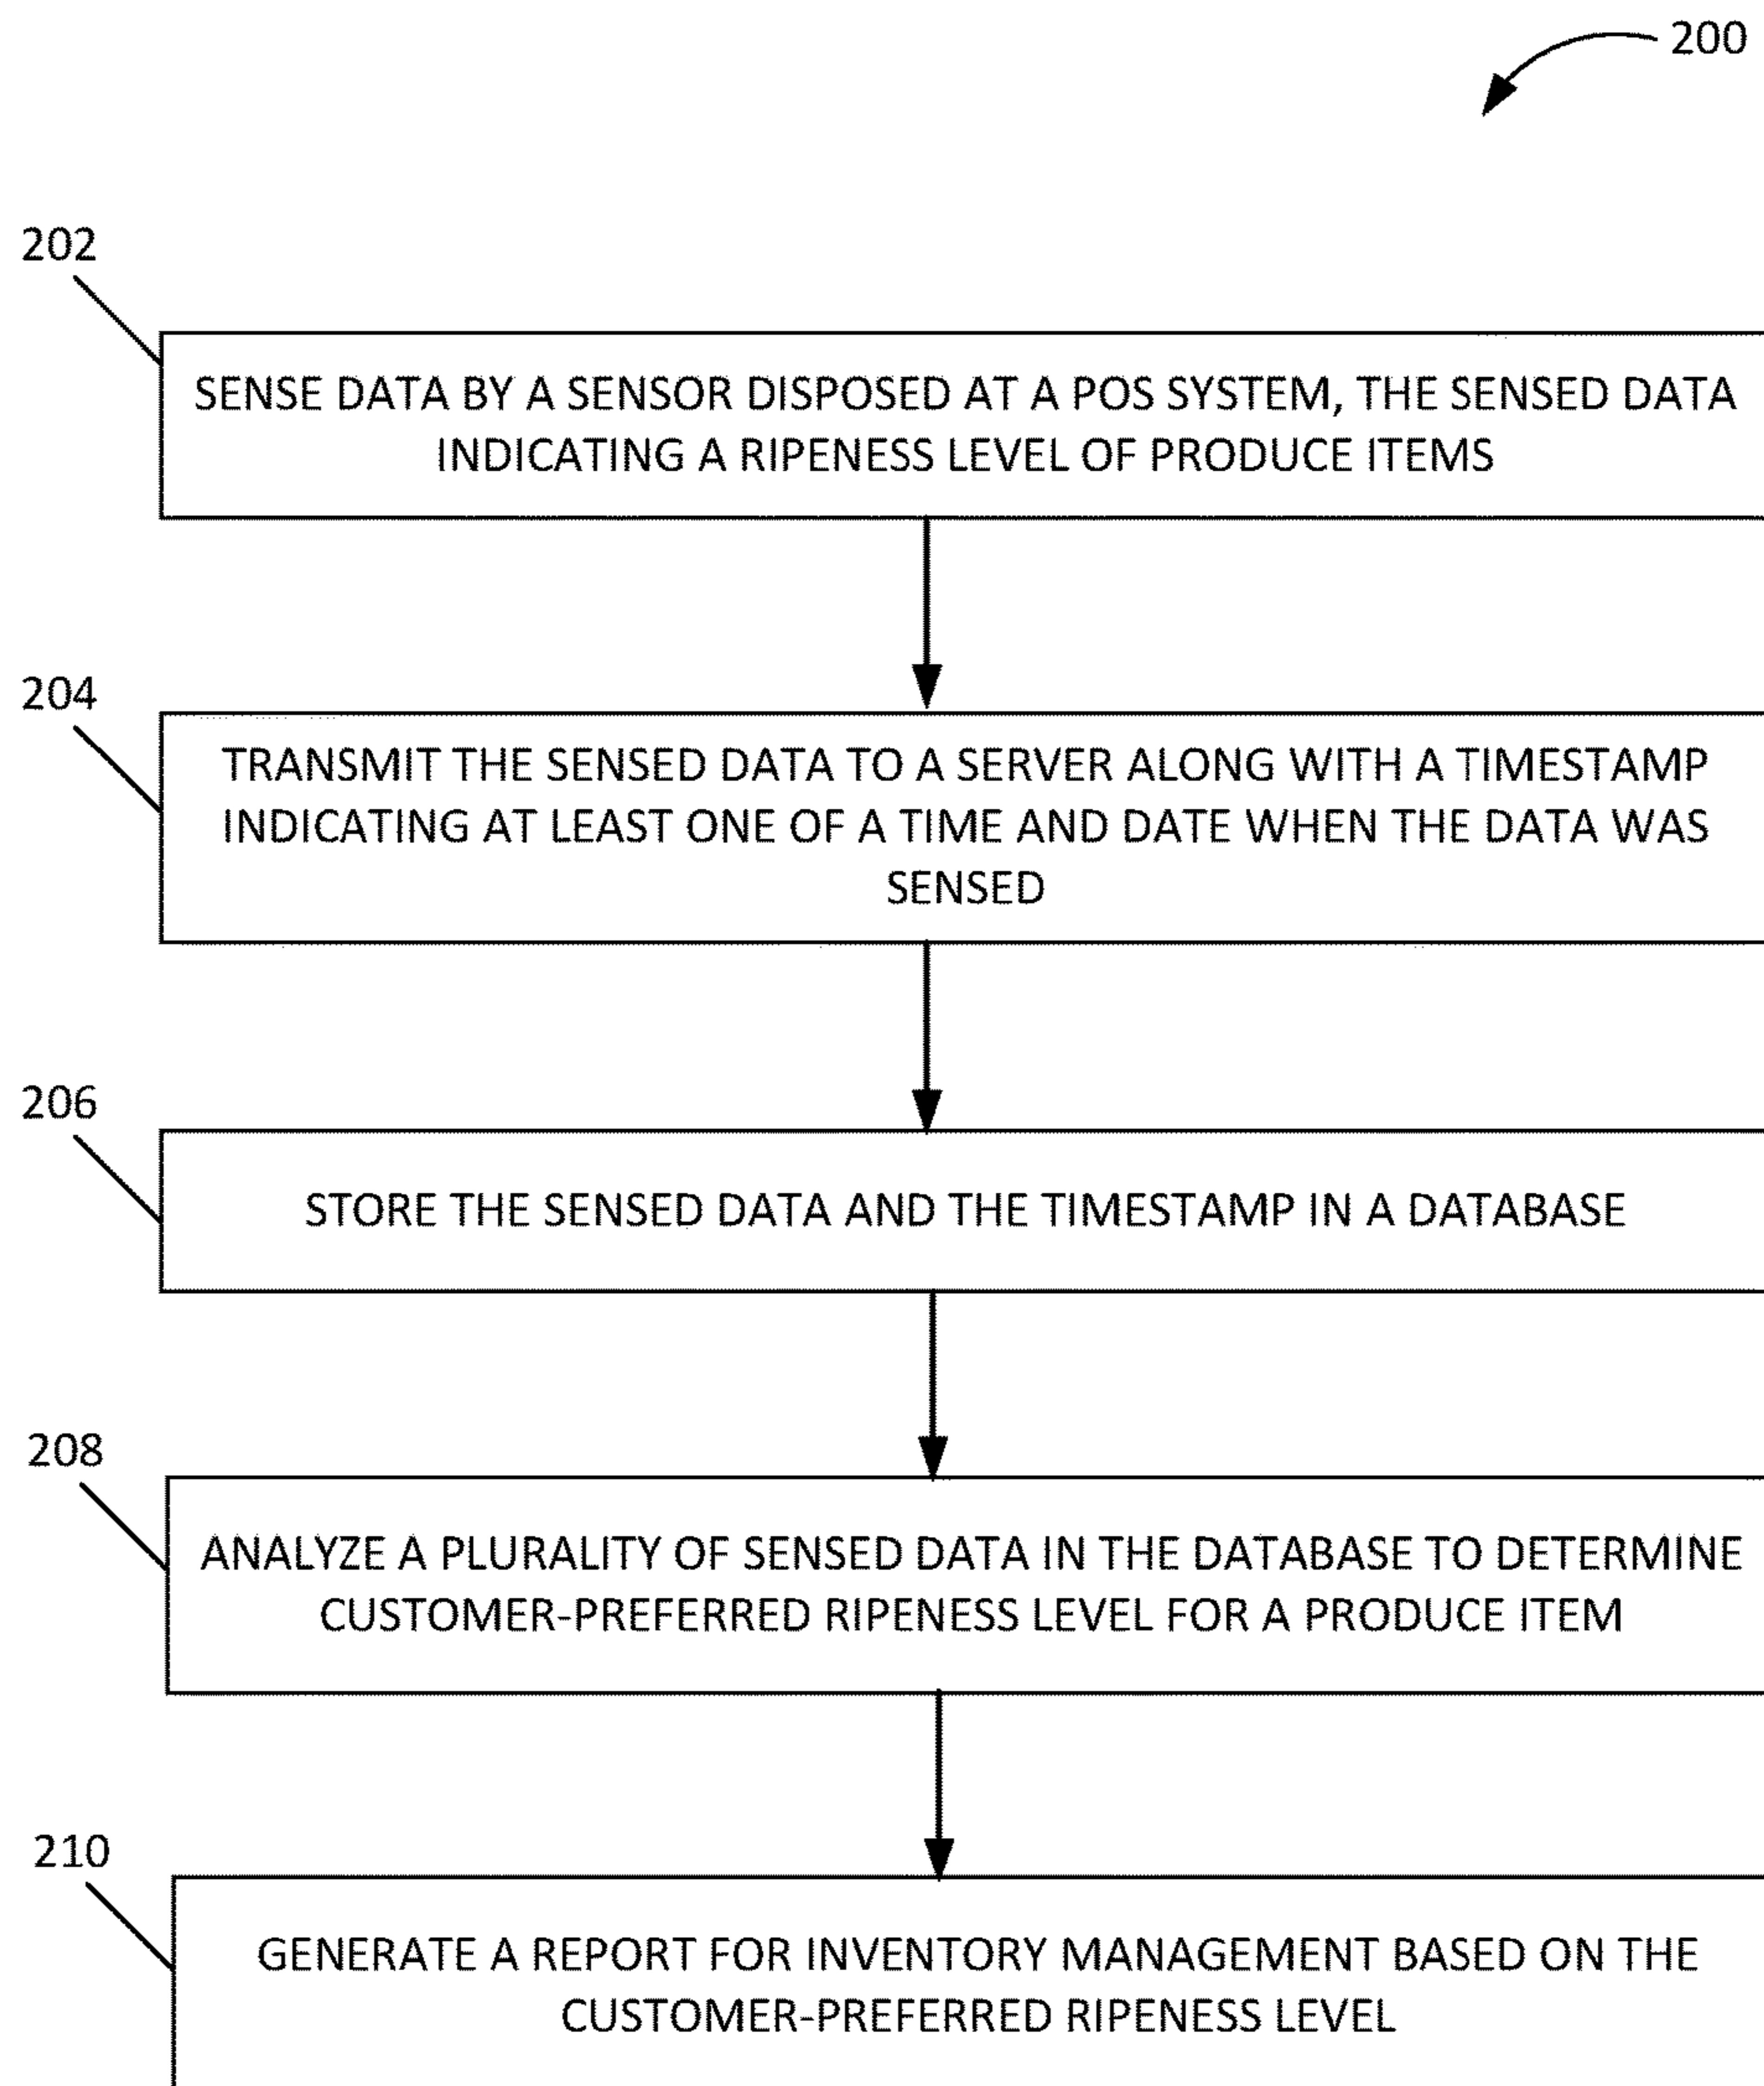 200
202
SENSE DATA BY A SENSOR DISPOSED AT A POS SYSTEM, THE SENSED DATA
INDICATING A RIPENESS LEVEL OF PRODUCE ITEMS
204
TRANSMIT THE SENSED DATA TO A SERVER ALONG WITH A TIMESTAMP
INDICATING AT LEAST ONE OF A TIME AND DATE WHEN THE DATA WAS
SENSED
206
STORE THE SENSED DATA AND THE TIMESTAMP IN A DATABASE
208
ANALYZE A PLURALITY OF SENSED DATA IN THE DATABASE TO DETERMINE
CUSTOMER-PREFERRED RIPENESS LEVEL FOR A PRODUCE ITEM
210
GENERATE A REPORT FOR INVENTORY MANAGEMENT BASED ON THE
CUSTOMER-PREFERRED RIPENESS LEVEL